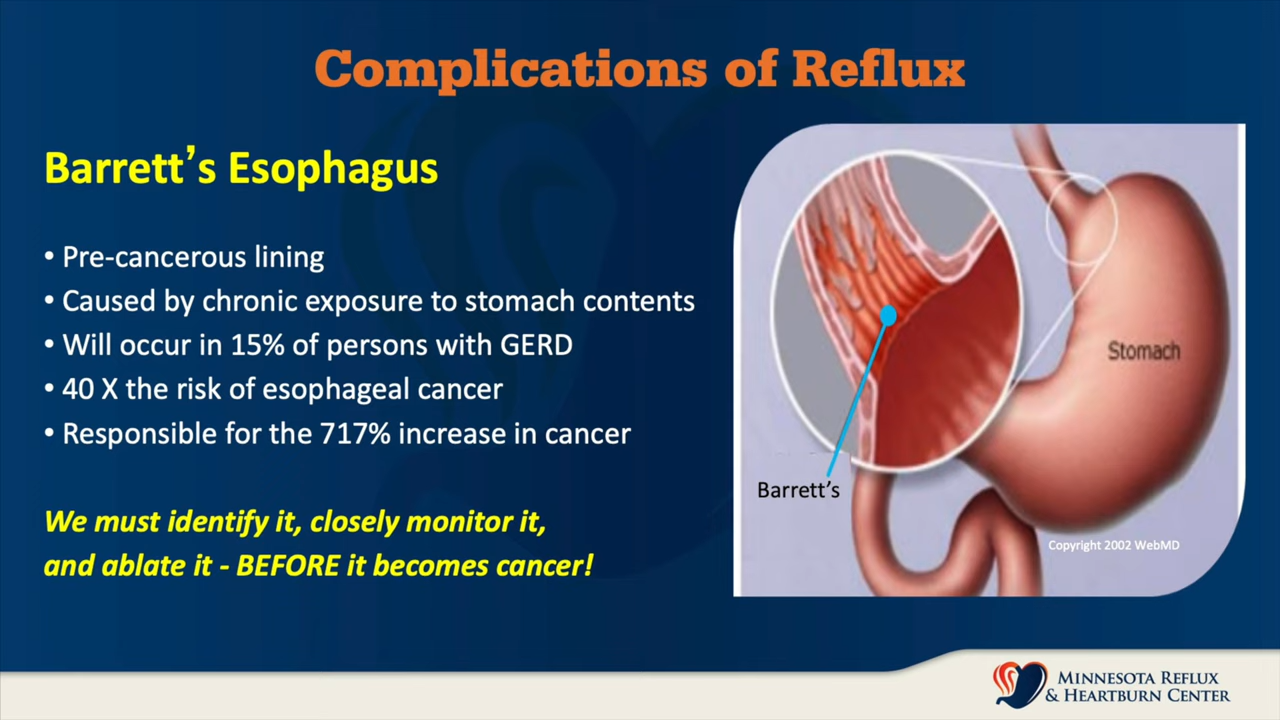 Complications of Reflux
Barrett’s Esophagus
• Pre-cancerous lining
• Caused by chronic exposure to stomach contents
• Will occur in 15% of persons with GERD
• 40 X the risk of esophageal cancer
• Responsible for the 717% increase in cancer
We must identify it, closely monitor it,
and ablate it - BEFORE it becomes cancer!
Stomach
Barrett’s
Copyright 2002 WebMD
MINNESOTA REFLUX
& HEARTBURN CENTER